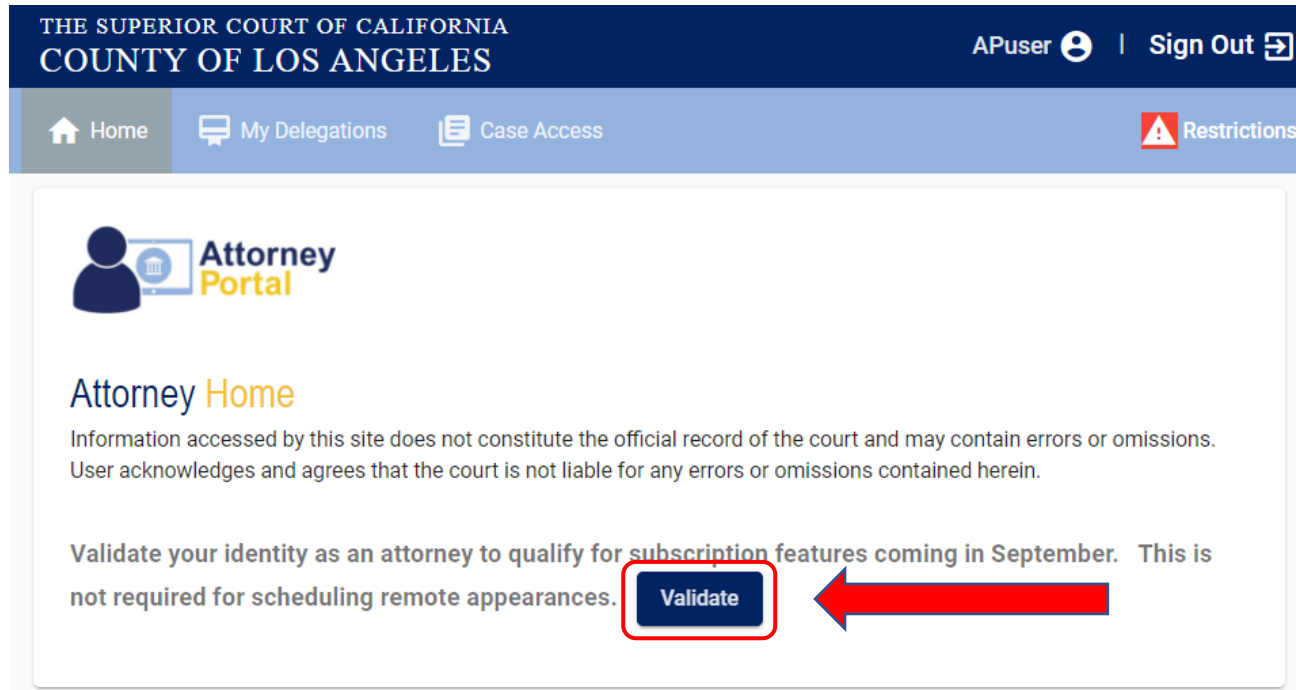 THE SUPERIOR COURT OF CALIFORNIA
COUNTY OF LOS ANGELES
APuser | Sign Out
Home My Delegations Case Access Restrictions
Attorney
Portal
Attorney Home
Information accessed by this site does not constitute the official record of the court and may contain errors or omissions.
User acknowledges and agrees that the court is not liable for any errors or omissions contained herein.
Validate your identity as an attorney to qualify for subscription features coming in September. This is
not required for scheduling remote appearances. Validate